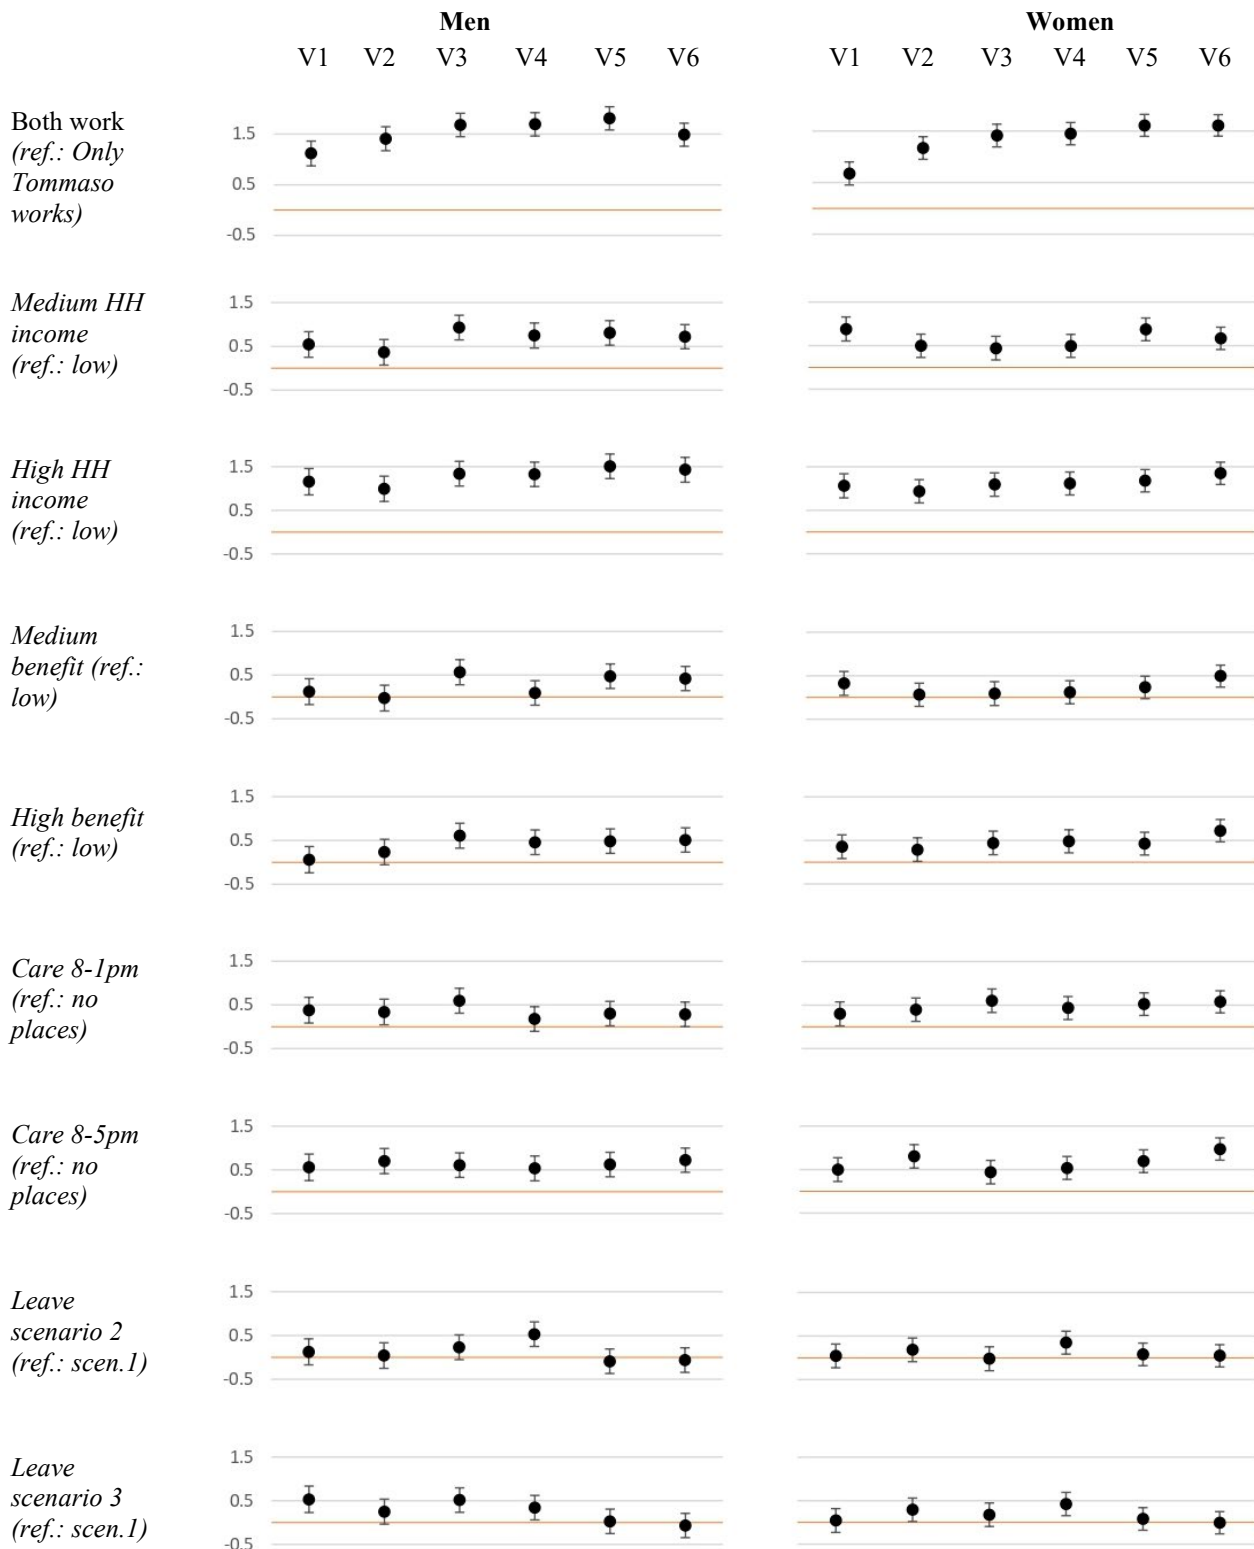 Men Women
V1 V2 V3 V4 V5 V6 V1 V2 V3 V4 V5 V6
Both work
(ref.: Only
Tommaso
works)
1.5
0.5
-0.5
Medium HH
income
(ref.: low)
1.5
0.5
-0.5
High HH
income
(ref.: low)
1.5
0.5
-0.5
Medium
benefit (ref.:
low)
1.5
0.5
-0.5
High benefit
(ref.: low)
1.5
0.5
-0.5
Care 8-1pm
(ref.: no
places)
1.5
0.5
-0.5
Care 8-5pm
(ref.: no
places)
1.5
0.5
-0.5
Leave
scenario 2
(ref.: scen.1)
1.5
0.5
-0.5
Leave
scenario 3
(ref.: scen.1)
1.5
0.5
-0.5